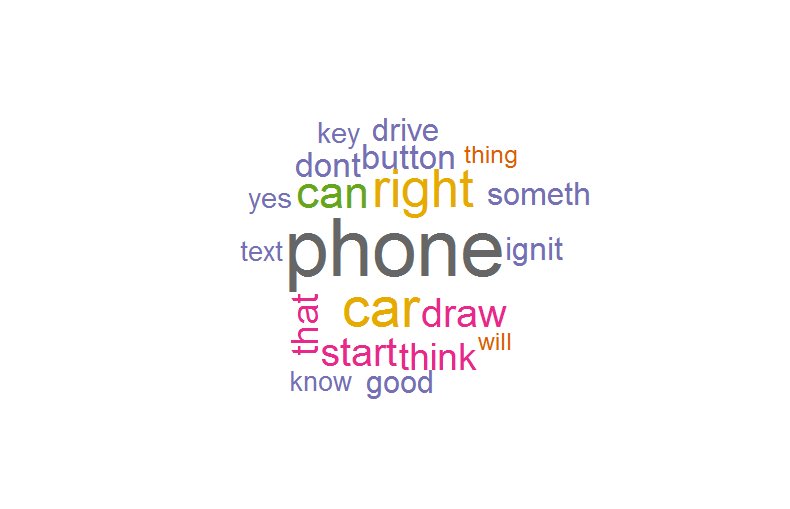 key drive
dont button thing
yes can right someth
text phone ignit
that car draw
start think will
know good